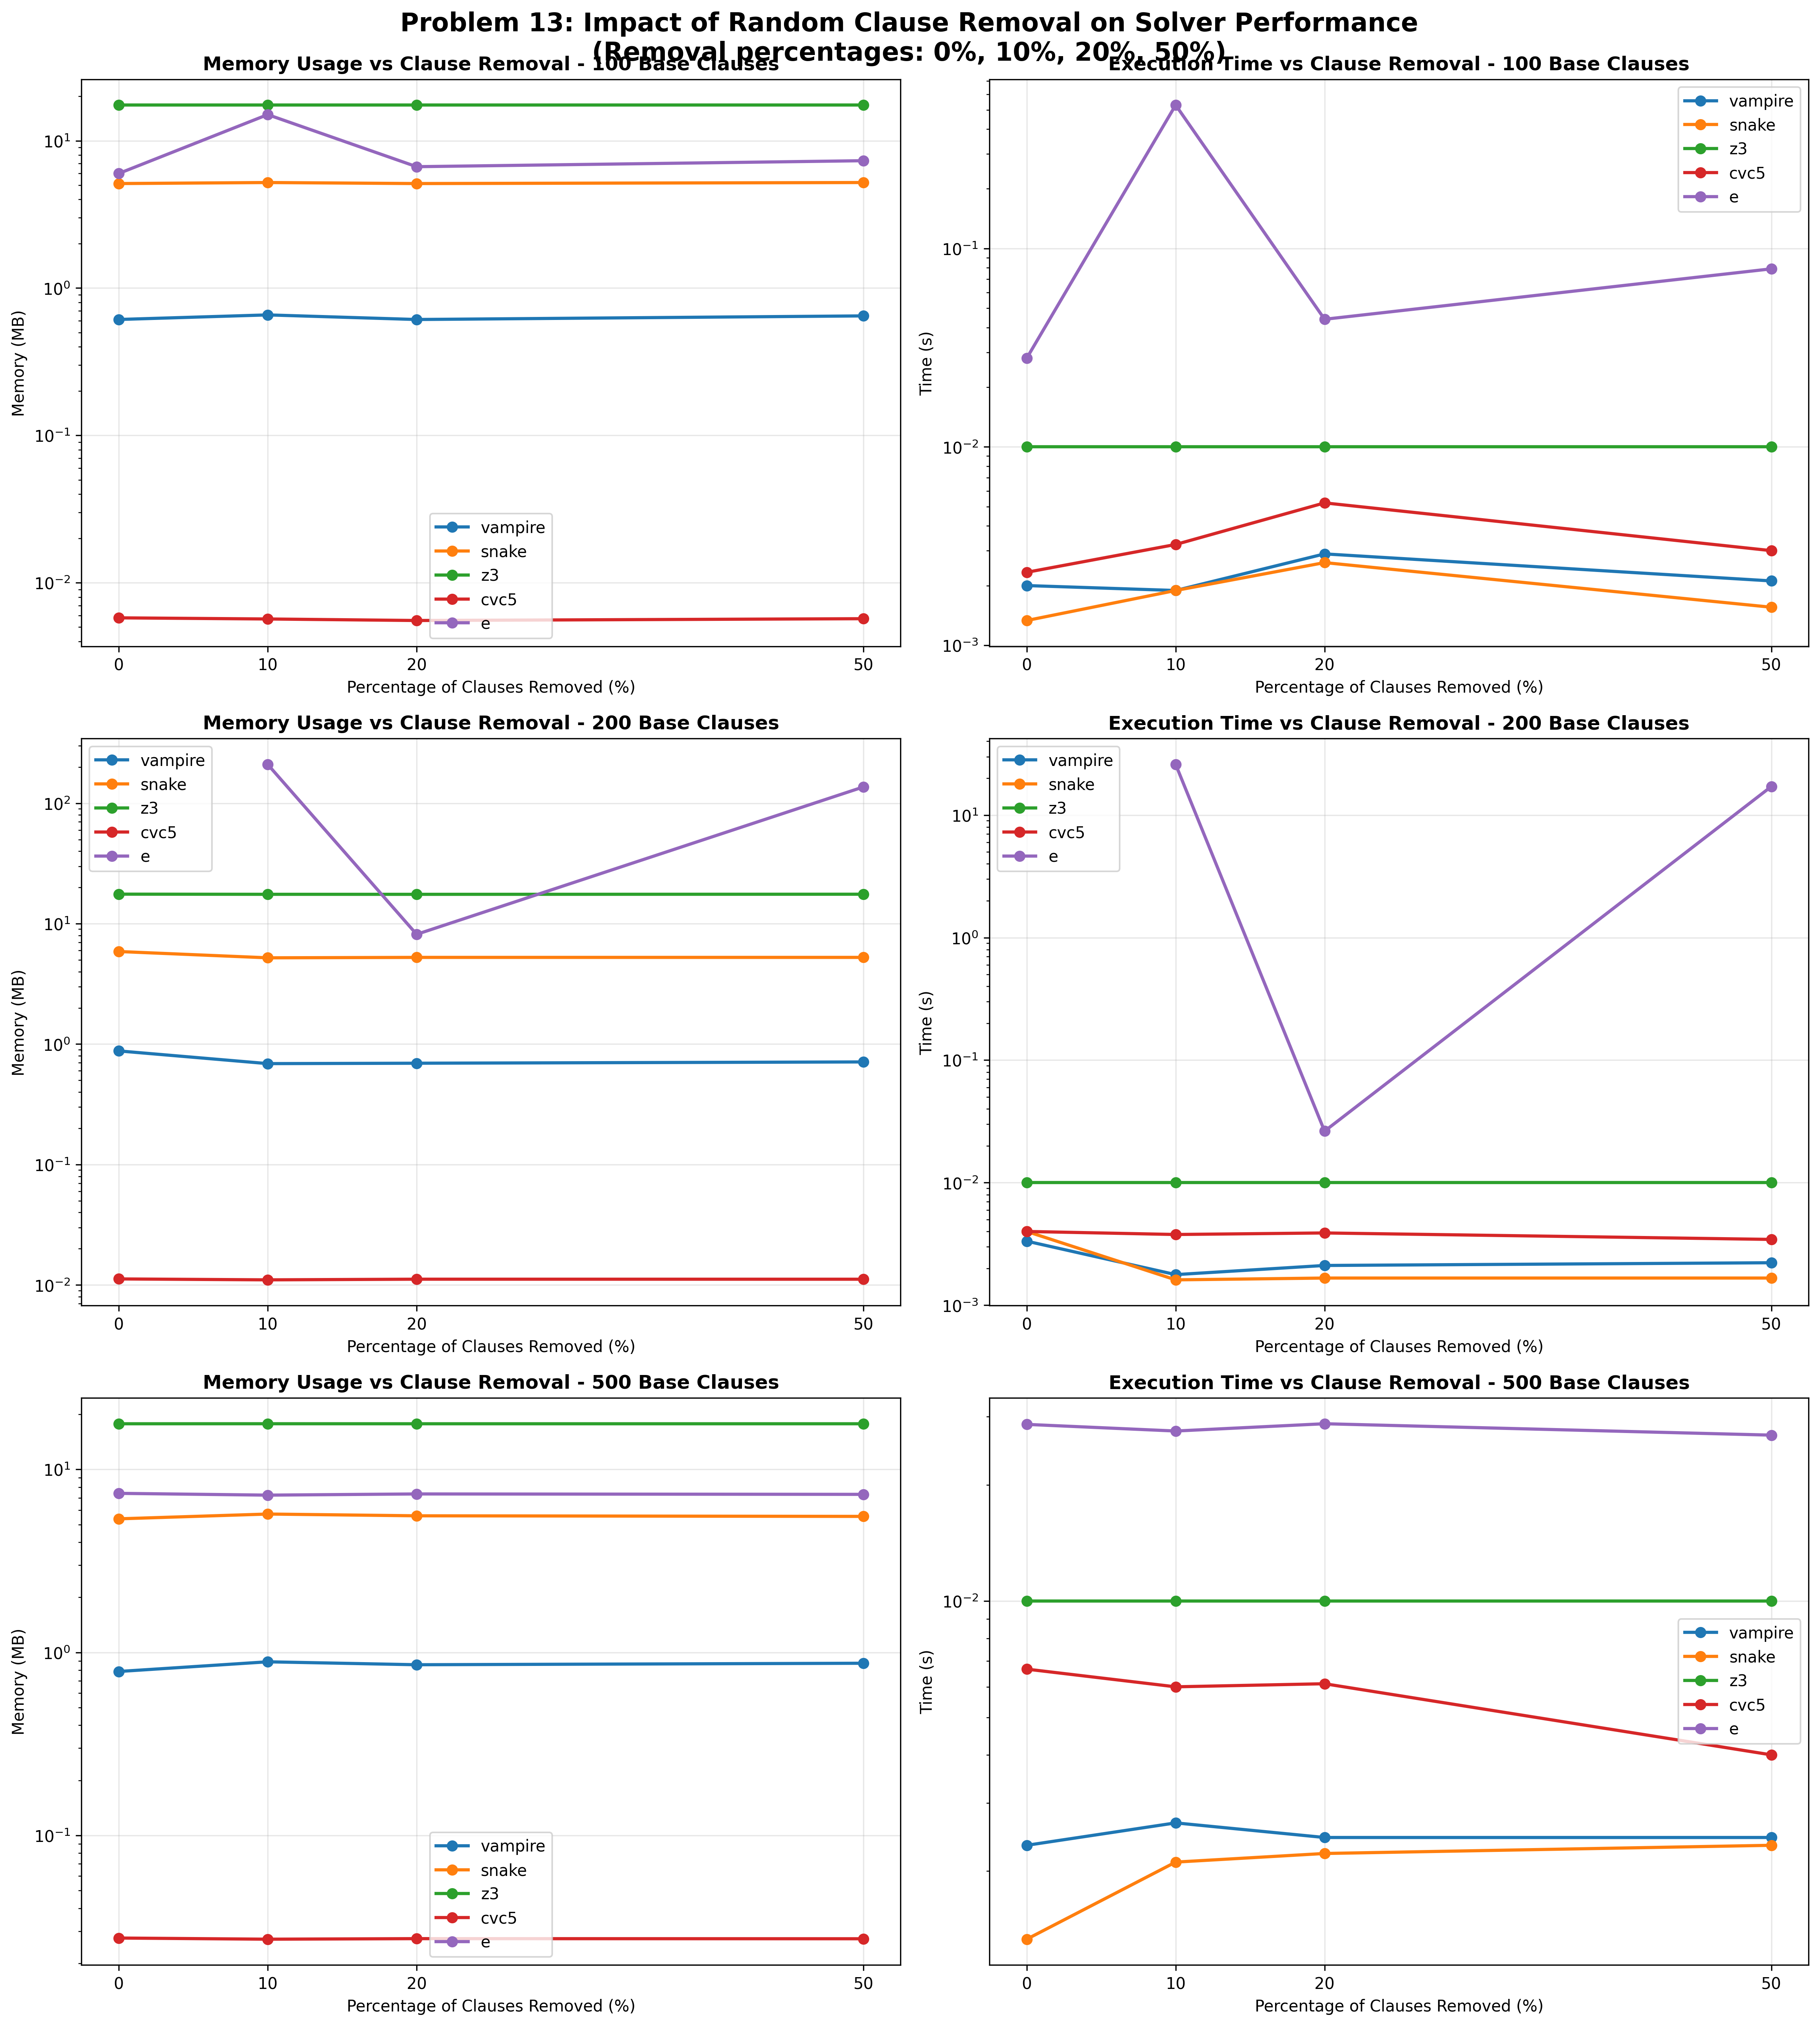 Problem 13: Impact of Random Clause Removal on Solver Performance
(Removal percentages: 0%, 10%, 20%, 50%)
Memory Usage vs Clause Removal - 100 Base Clauses
Memory (MB)
10¹
10⁰
10⁻¹
10⁻²
vampire
snake
z3
cvc5
e
0 10 20 50
Percentage of Clauses Removed (%)
Execution Time vs Clause Removal - 100 Base Clauses
Time (s)
10⁻¹
10⁻²
10⁻³
vampire
snake
z3
cvc5
e
0 10 20 50
Percentage of Clauses Removed (%)
Memory Usage vs Clause Removal - 200 Base Clauses
Memory (MB)
10²
10¹
10⁰
10⁻¹
10⁻²
vampire
snake
z3
cvc5
e
0 10 20 50
Percentage of Clauses Removed (%)
Execution Time vs Clause Removal - 200 Base Clauses
Time (s)
10¹
10⁰
10⁻¹
10⁻²
10⁻³
vampire
snake
z3
cvc5
e
0 10 20 50
Percentage of Clauses Removed (%)
Memory Usage vs Clause Removal - 500 Base Clauses
Memory (MB)
10¹
10⁰
10⁻¹
vampire
snake
z3
cvc5
e
0 10 20 50
Percentage of Clauses Removed (%)
Execution Time vs Clause Removal - 500 Base Clauses
Time (s)
10⁻²
vampire
snake
z3
cvc5
e
0 10 20 50
Percentage of Clauses Removed (%)